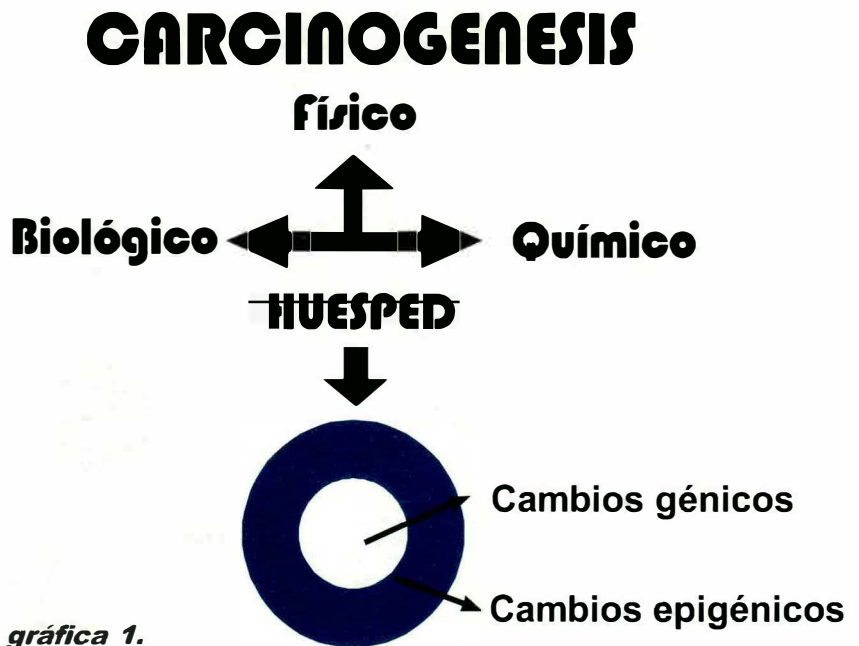 CARCINOGENESIS
Físico
Biológico
Químico
HUESPED
Cambios génicos
Cambios epigénicos
gráfica 1.